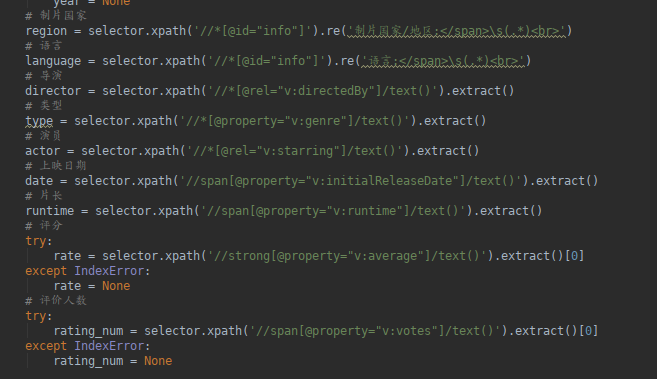 year = None
# 制片国家
region = selector.xpath('//*[@id="info"]').re('制片国家/地区:</span>\s(.*)<br>')
# 语言
language = selector.xpath('//*[@id="info"]').re('语言:</span>\s(.*)<br>')
# 导演
director = selector.xpath('//*[@rel="v:directedBy"]/text()').extract()
# 类型
type = selector.xpath('//*[@property="v:genre"]/text()').extract()
# 演员
actor = selector.xpath('//*[@rel="v:starring"]/text()').extract()
# 上映日期
date = selector.xpath('//span[@property="v:initialReleaseDate"]/text()').extract()
# 片长
runtime = selector.xpath('//span[@property="v:runtime"]/text()').extract()
# 评分
try:
    rate = selector.xpath('//strong[@property="v:average"]/text()').extract()[0]
except IndexError:
    rate = None
# 评价人数
try:
    rating_num = selector.xpath('//span[@property="v:votes"]/text()').extract()[0]
except IndexError:
    rating_num = None